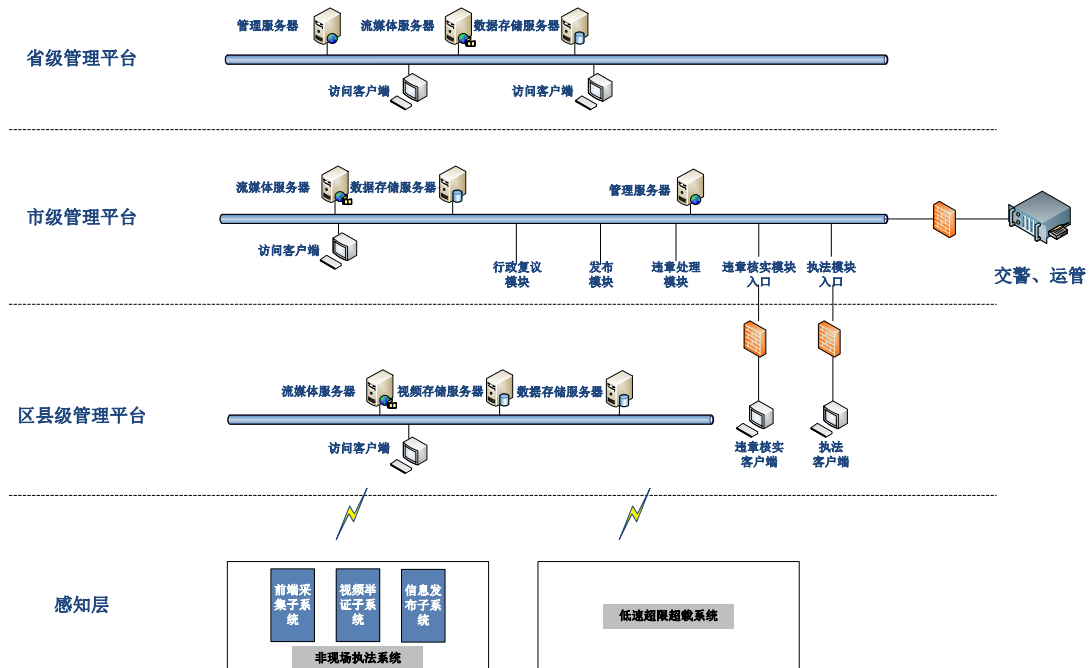 管理服务器
流媒体服务器
数据存储服务器
省级管理平台
访问客户端
访问客户端
流媒体服务器
数据存储服务器
管理服务器
市级管理平台
访问客户端
行政复议
模块
发布
模块
违章处理
模块
违章核实模块
入口
执法模块
入口
交警、运管
流媒体服务器
视频存储服务器
数据存储服务器
区县级管理平台
访问客户端
违章核实
客户端
执法
客户端
感知层
前端采
集子系
统
视频举
证子系
统
信息发
布子系
统
非现场执法系统
低速超限超载系统